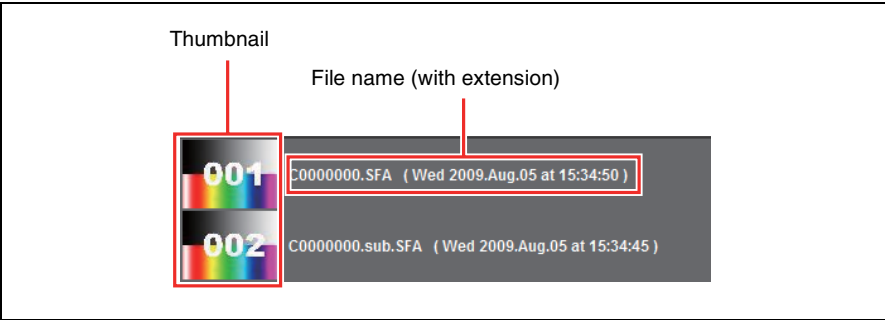 Thumbnail
File name (with extension)
001
C0000000.SFA ( Wed 2009.Aug.05 at 15:34:50 )
002
C0000000.sub.SFA ( Wed 2009.Aug.05 at 15:34:45 )